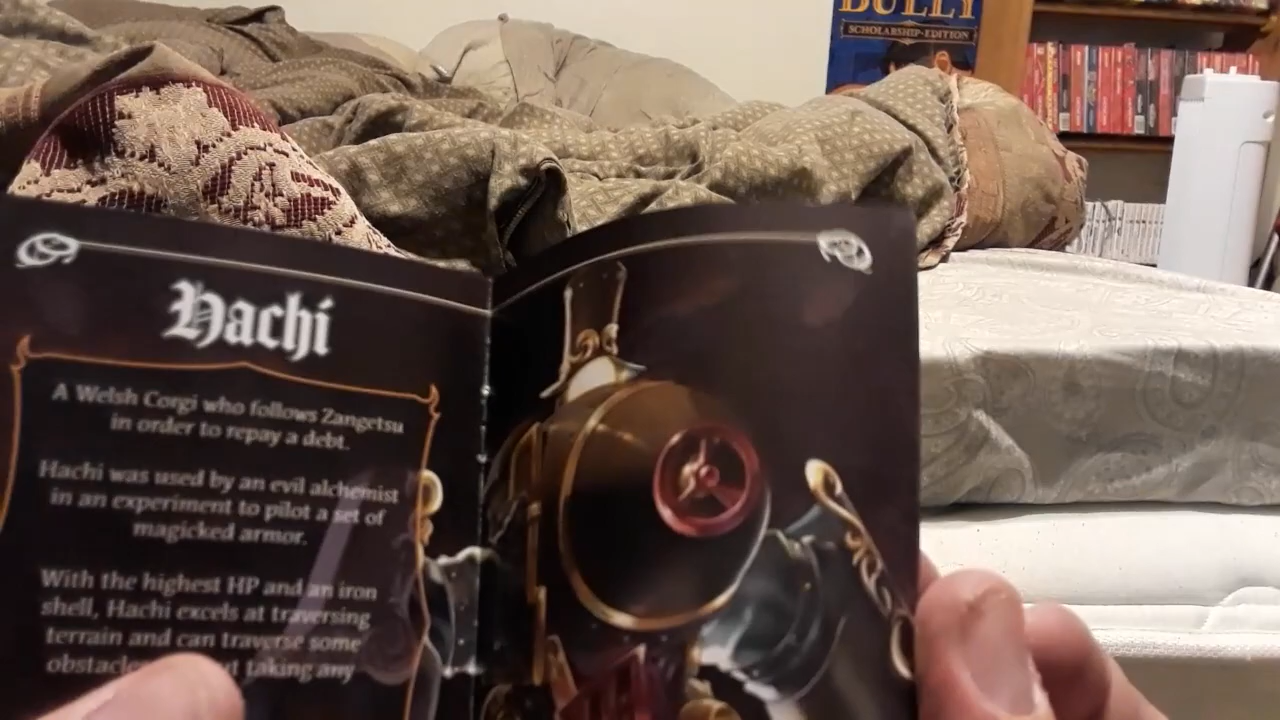 BULLY
SCHOLARSHIP EDITION
Hachi
A Welsh Corgi who follows Zangetsu
in order to repay a debt.
Hachi was used by an evil alchemist
in an experiment to pilot a set of
magicked armor.
With the highest HP and an iron
shell, Hachi excels at traversing
terrain and can traverse some
taking any